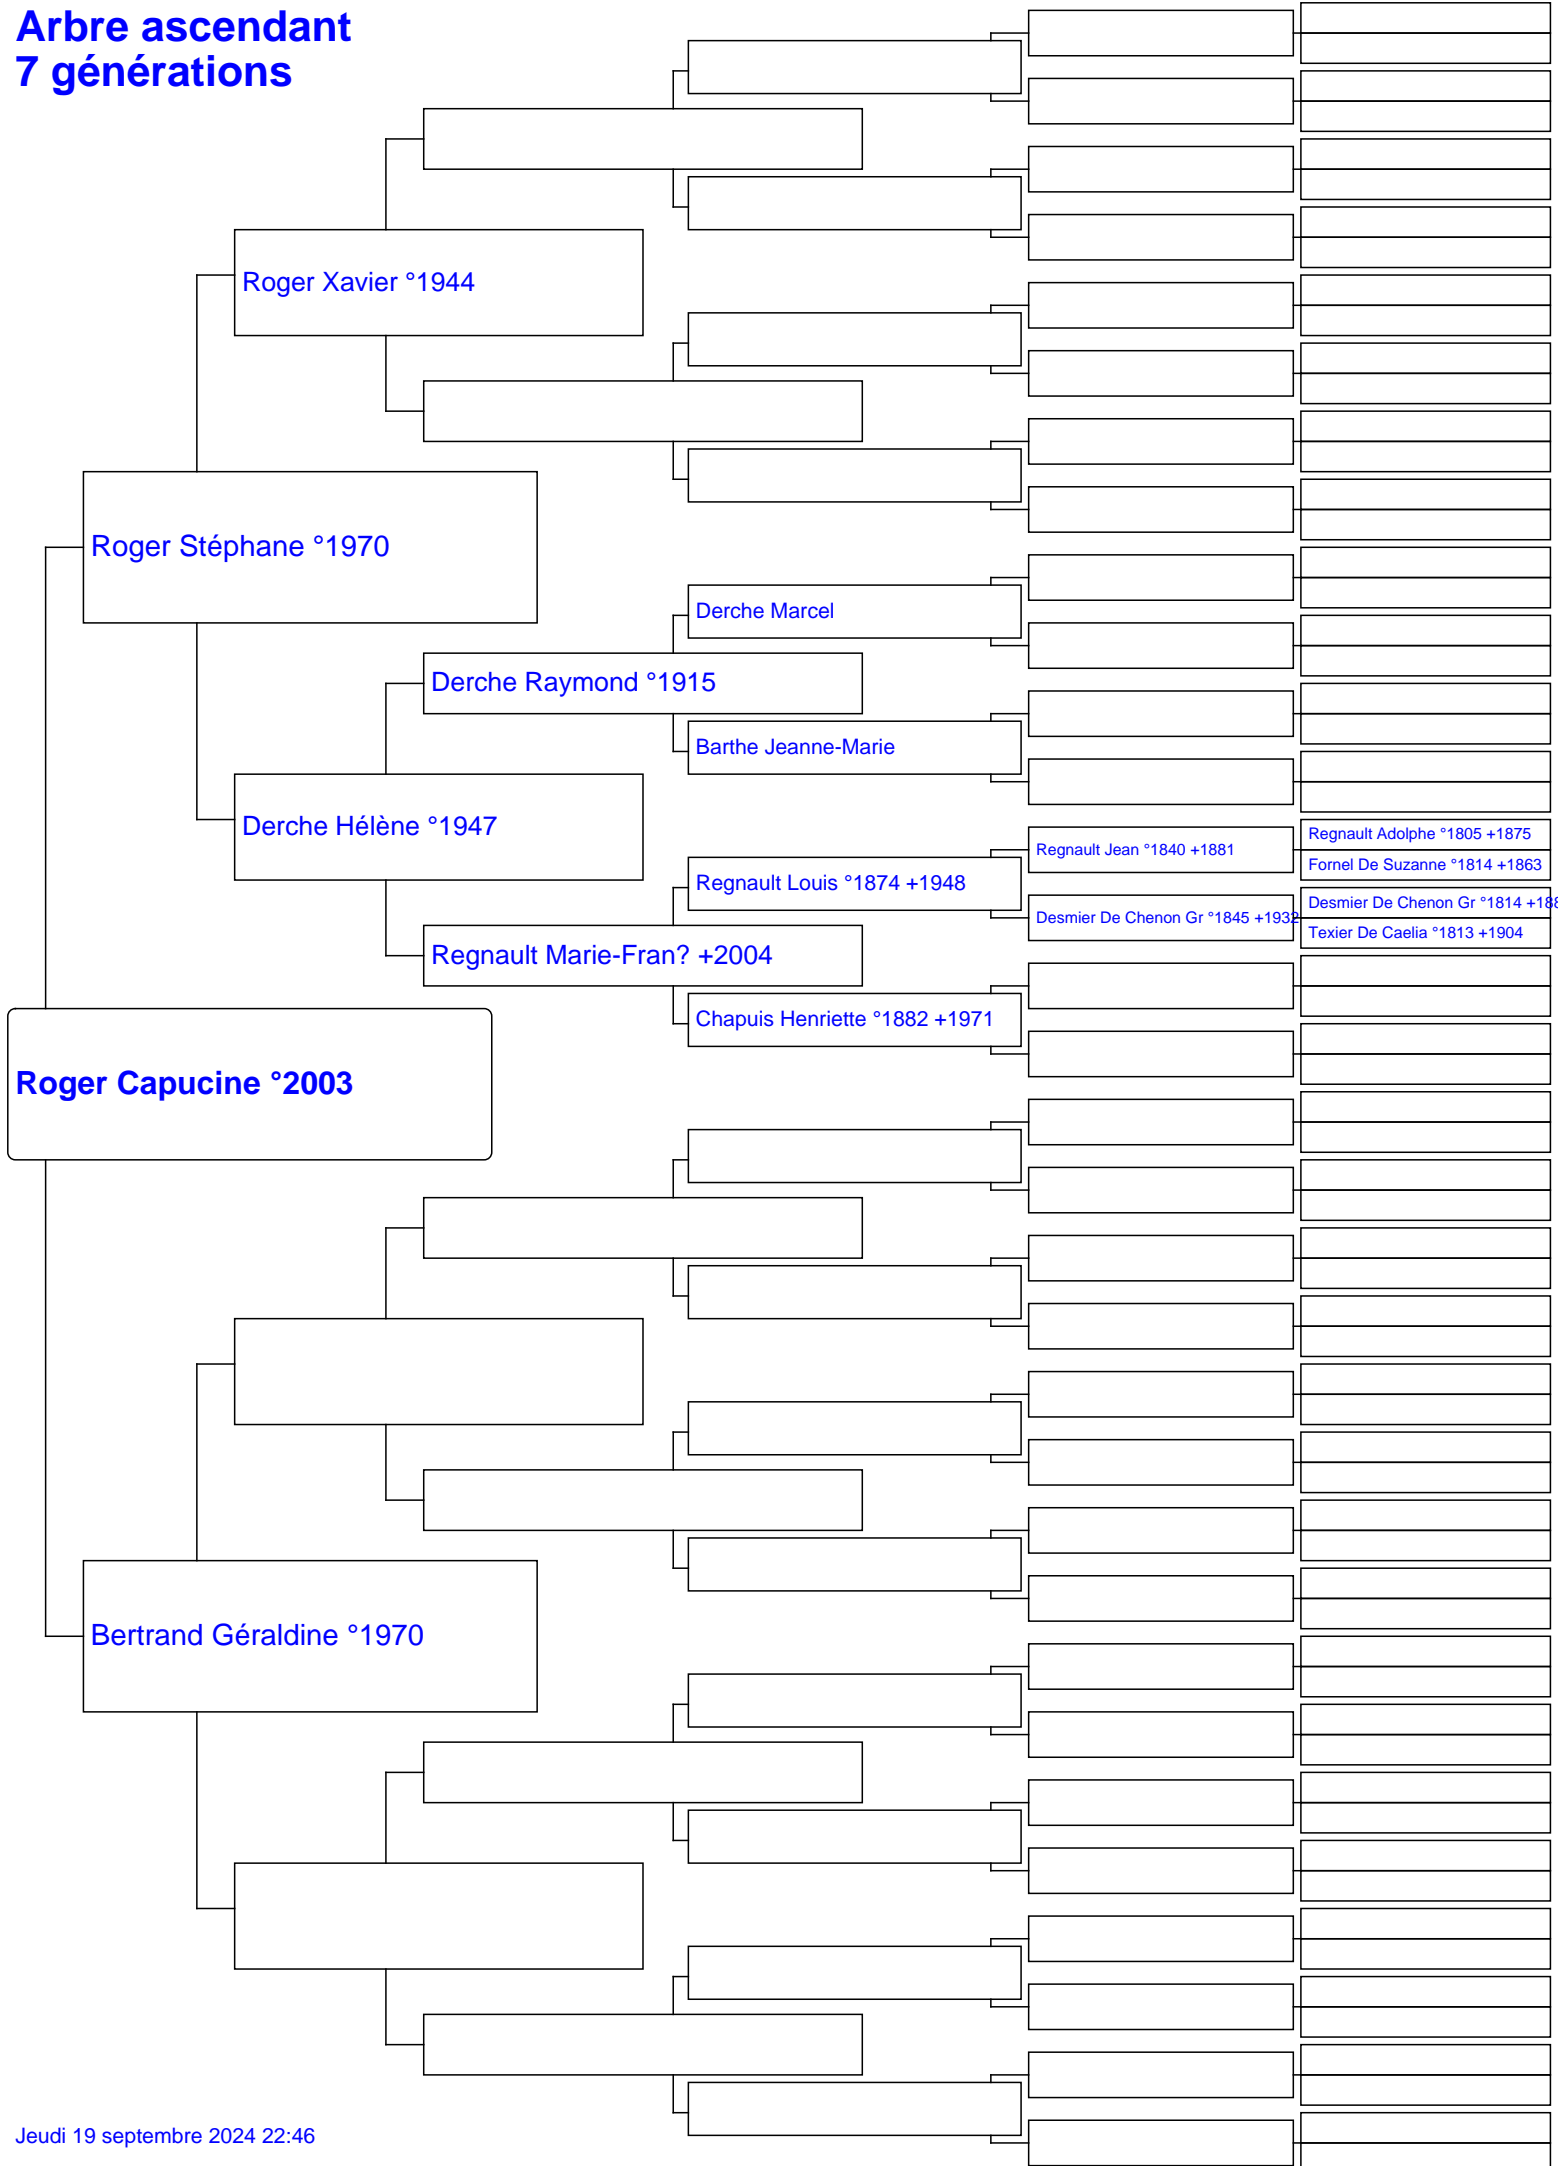 Arbre ascendant
7 générations
Roger Xavier °1944
Roger Stéphane °1970
Derche Marcel
Derche Raymond °1915
Barthe Jeanne-Marie
Derche Hélène °1947
Regnault Adolphe °1805 +1875
Regnault Jean °1840 +1881
Fornel De Suzanne °1814 +1863
Regnault Louis °1874 +1948
Desmier De Chenon Gr °1814 +188
Desmier De Chenon Gr °1845 +1932
Texier De Caelia °1813 +1904
Regnault Marie-Fran? +2004
Chapuis Henriette °1882 +1971
Roger Capucine °2003
Bertrand Géraldine °1970
Jeudi 19 septembre 2024 22:46